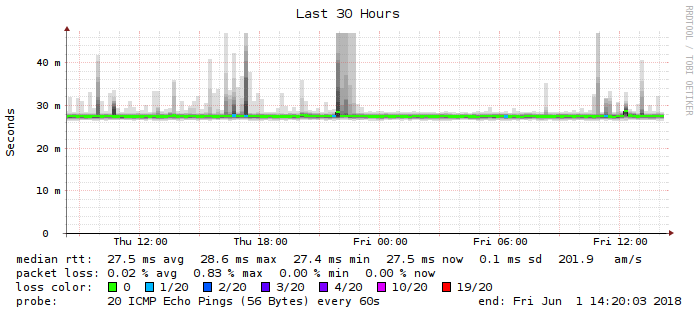 Last 30 Hours
RRDTOOL / TOBI OETIKER
Seconds
40 m
30 m
20 m
10 m
0
Thu 12:00 Thu 18:00 Fri 00:00 Fri 06:00 Fri 12:00
median rtt: 27.5 ms avg 28.6 ms max 27.4 ms min 27.5 ms now 0.1 ms sd 201.9 am/s
packet loss: 0.02 % avg 0.83 % max 0.00 % min 0.00 % now
loss color: 0 1/20 2/20 3/20 4/20 10/20 19/20
probe: 20 ICMP Echo Pings (56 Bytes) every 60s end: Fri Jun 1 14:20:03 2018